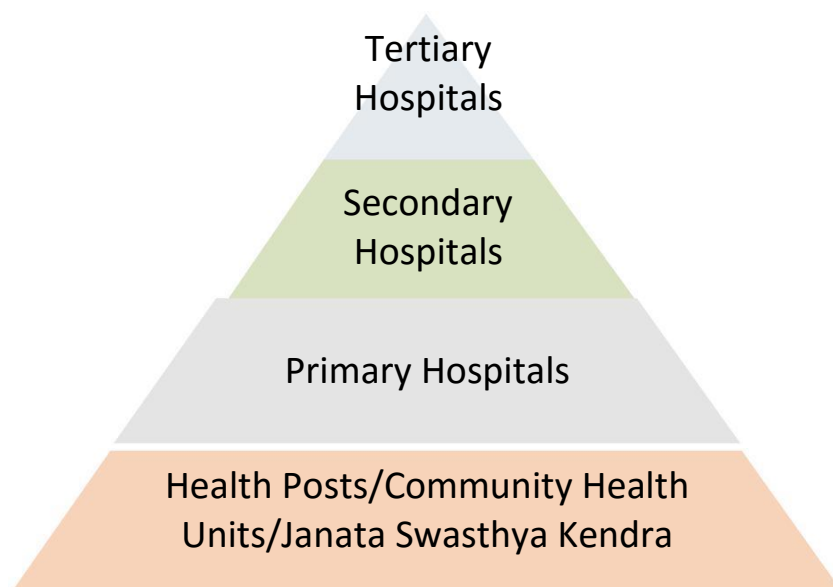 Tertiary
Hospitals
Secondary
Hospitals
Primary Hospitals
Health Posts/Community Health
Units/Janata Swasthya Kendra